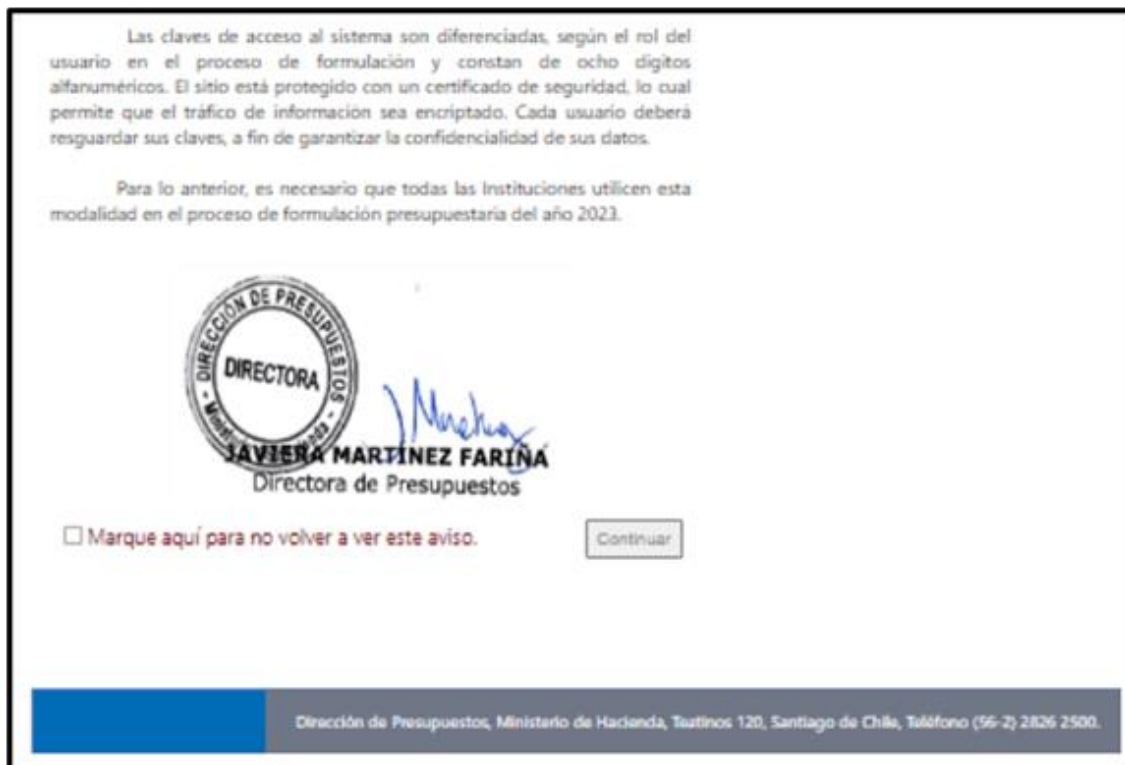 Las claves de acceso al sistema son diferenciadas, según el rol del
usuario en el proceso de formulación y constan de ocho digitos
alfanuméricos. El sitio está protegido con un certificado de seguridad, lo cual
permite que el tráfico de información sea encriptado. Cada usuario deberá
resguardar sus claves, a fin de garantizar la confidencialidad de sus datos.
Para lo anterior, es necesario que todas las Instituciones utilicen esta
modalidad en el proceso de formulación presupuestaria del año 2023.
DIRECCIÓN DE PRESUPUESTOS
DIRECTORA
JAVIERA MARTÍNEZ FARIÑA
Directora de Presupuestos
Marque aquí para no volver a ver este aviso.
Continuar
Dirección de Presupuestos, Ministerio de Hacienda, Teatinos 120, Santiago de Chile, Teléfono (56-2) 2826 2500.